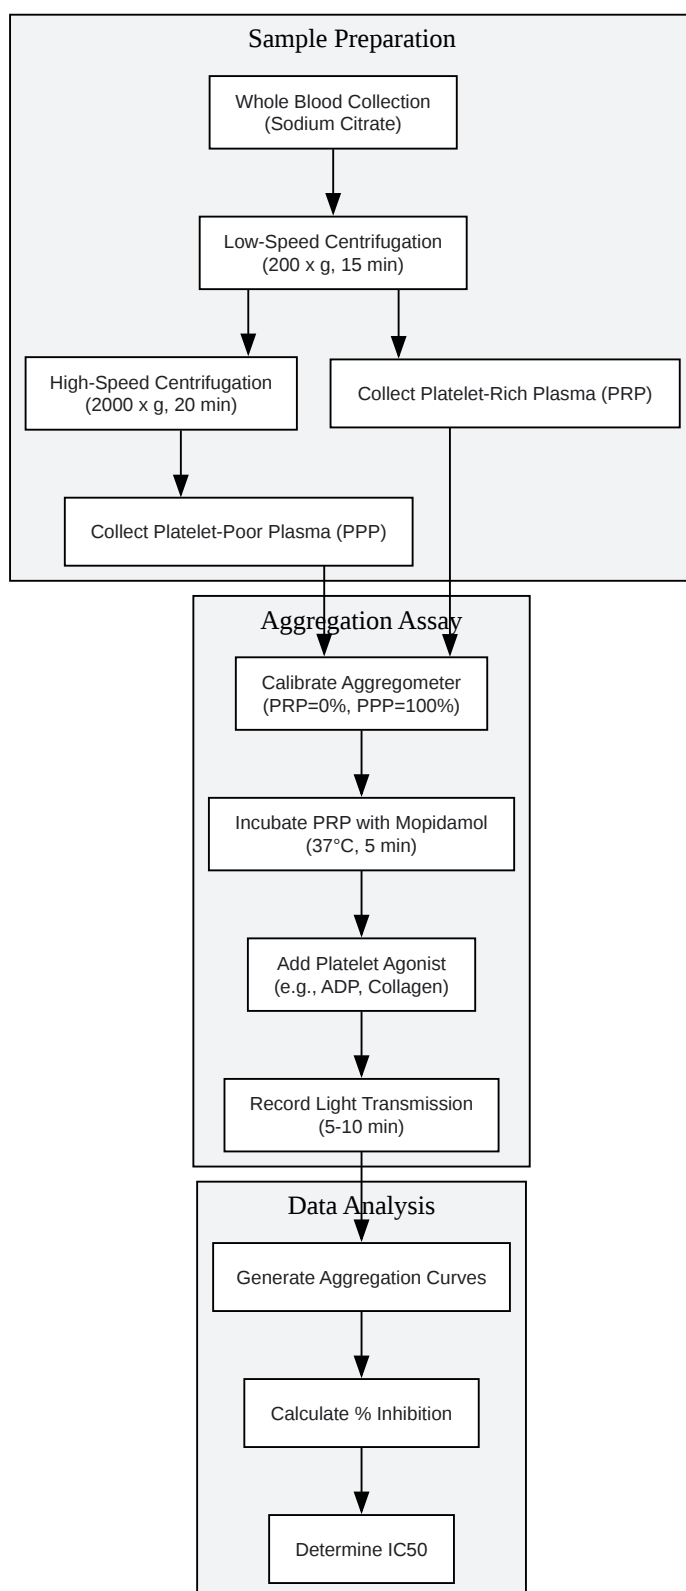 Sample Preparation
Whole Blood Collection
(Sodium Citrate)
Low-Speed Centrifugation
(200 x g, 15 min)
High-Speed Centrifugation
(2000 x g, 20 min)
Collect Platelet-Rich Plasma (PRP)
Collect Platelet-Poor Plasma (PPP)
Aggregation Assay
Calibrate Aggregometer
(PRP=0%, PPP=100%)
Incubate PRP with Mopidamol
(37°C, 5 min)
Add Platelet Agonist
(e.g., ADP, Collagen)
Record Light Transmission
(5-10 min)
Data Analysis
Generate Aggregation Curves
Calculate % Inhibition
Determine IC50